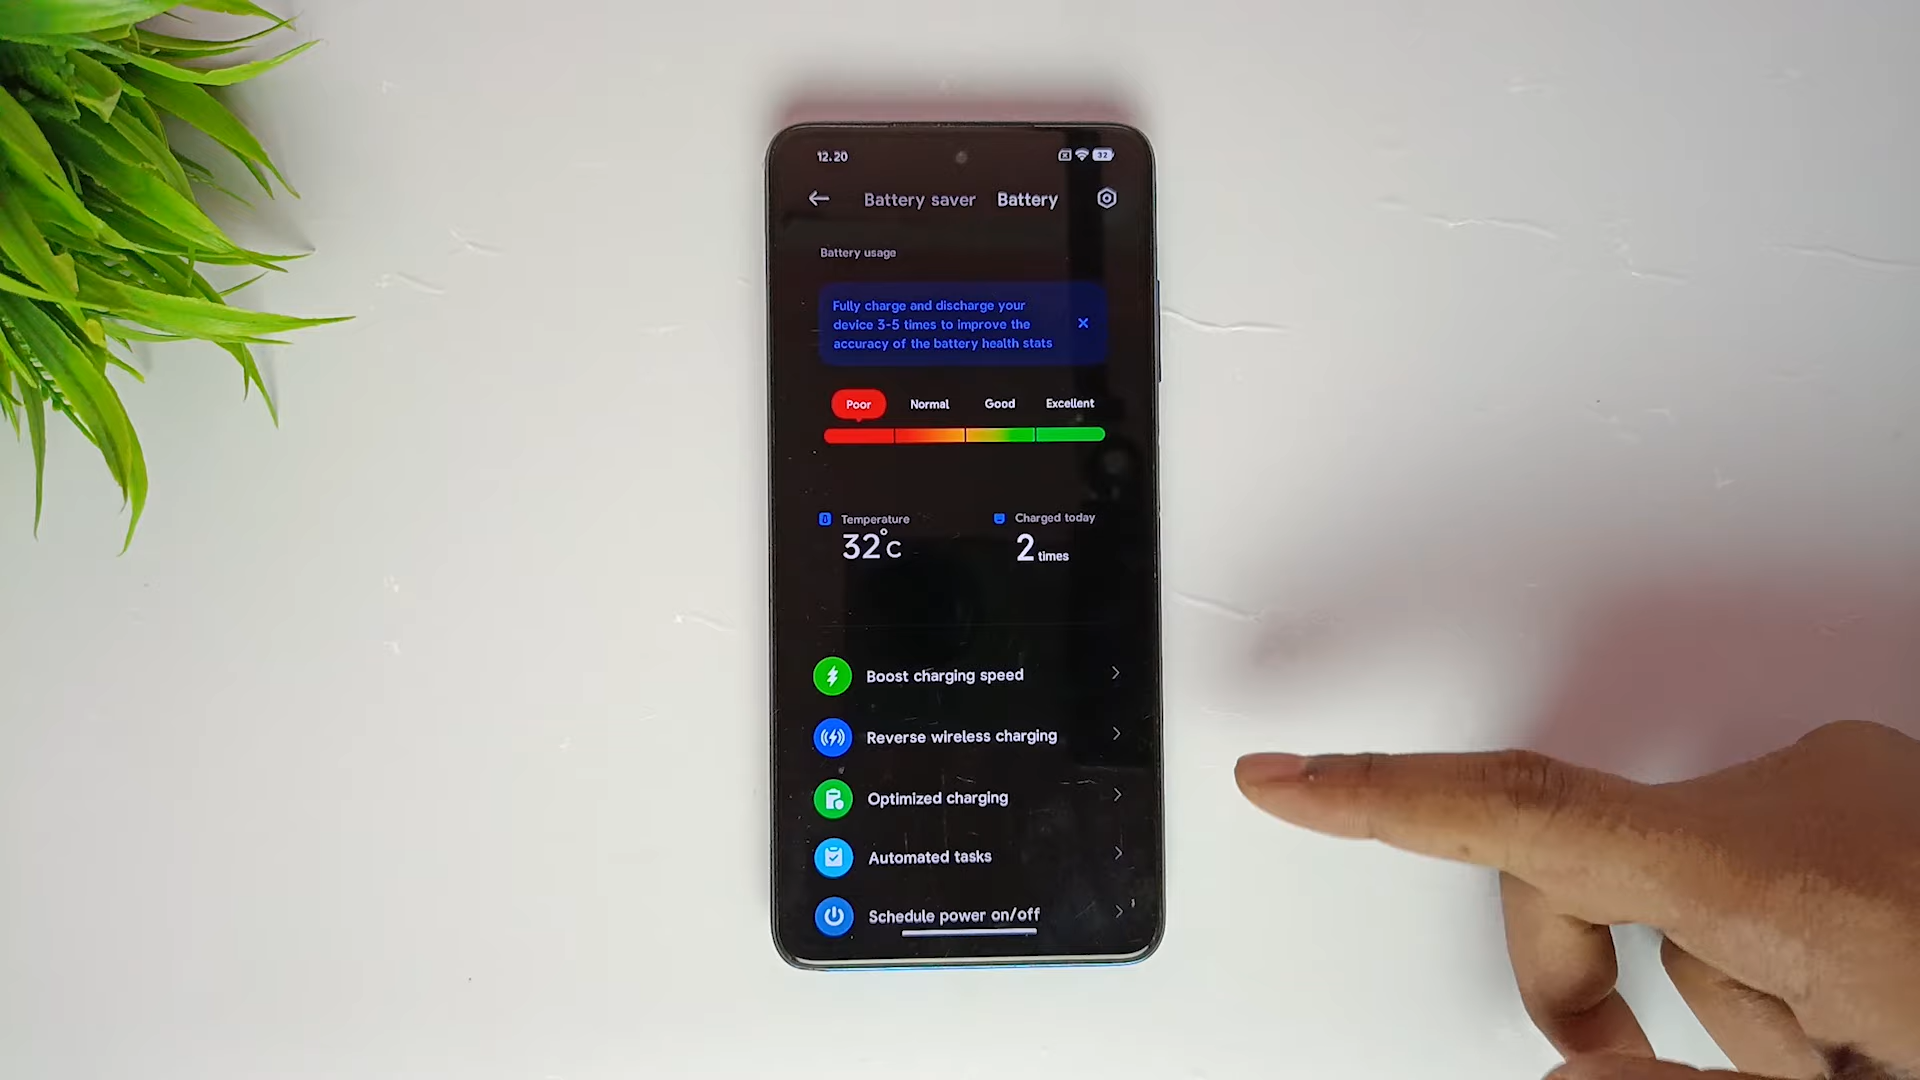 12.20
32
Battery saver Battery
Battery usage
Fully charge and discharge your
device 3-5 times to improve the
accuracy of the battery health stats
Poor Normal Good Excellent
Temperature Charged today
32°C 2 times
Boost charging speed
Reverse wireless charging
Optimized charging
Automated tasks
Schedule power on/off